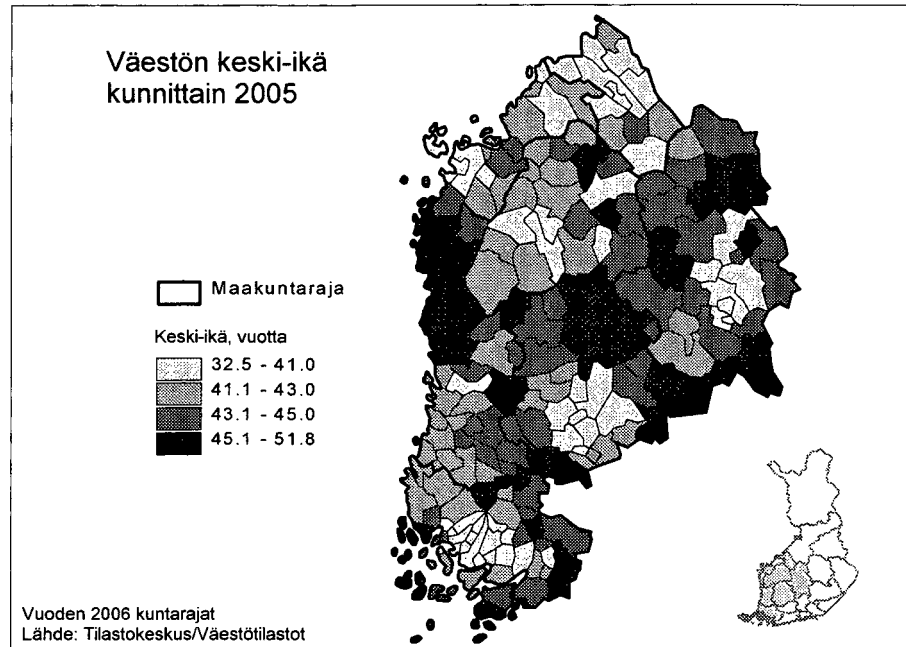 Väestön keski-ikä
kunnittain 2005
Maakuntaraja
Keski-ikä, vuotta
32.5 - 41.0
41.1 - 43.0
43.1 - 45.0
45.1 - 51.8
Vuoden 2006 kuntarajat
Lähde: Tilastokeskus/Väestötilastot